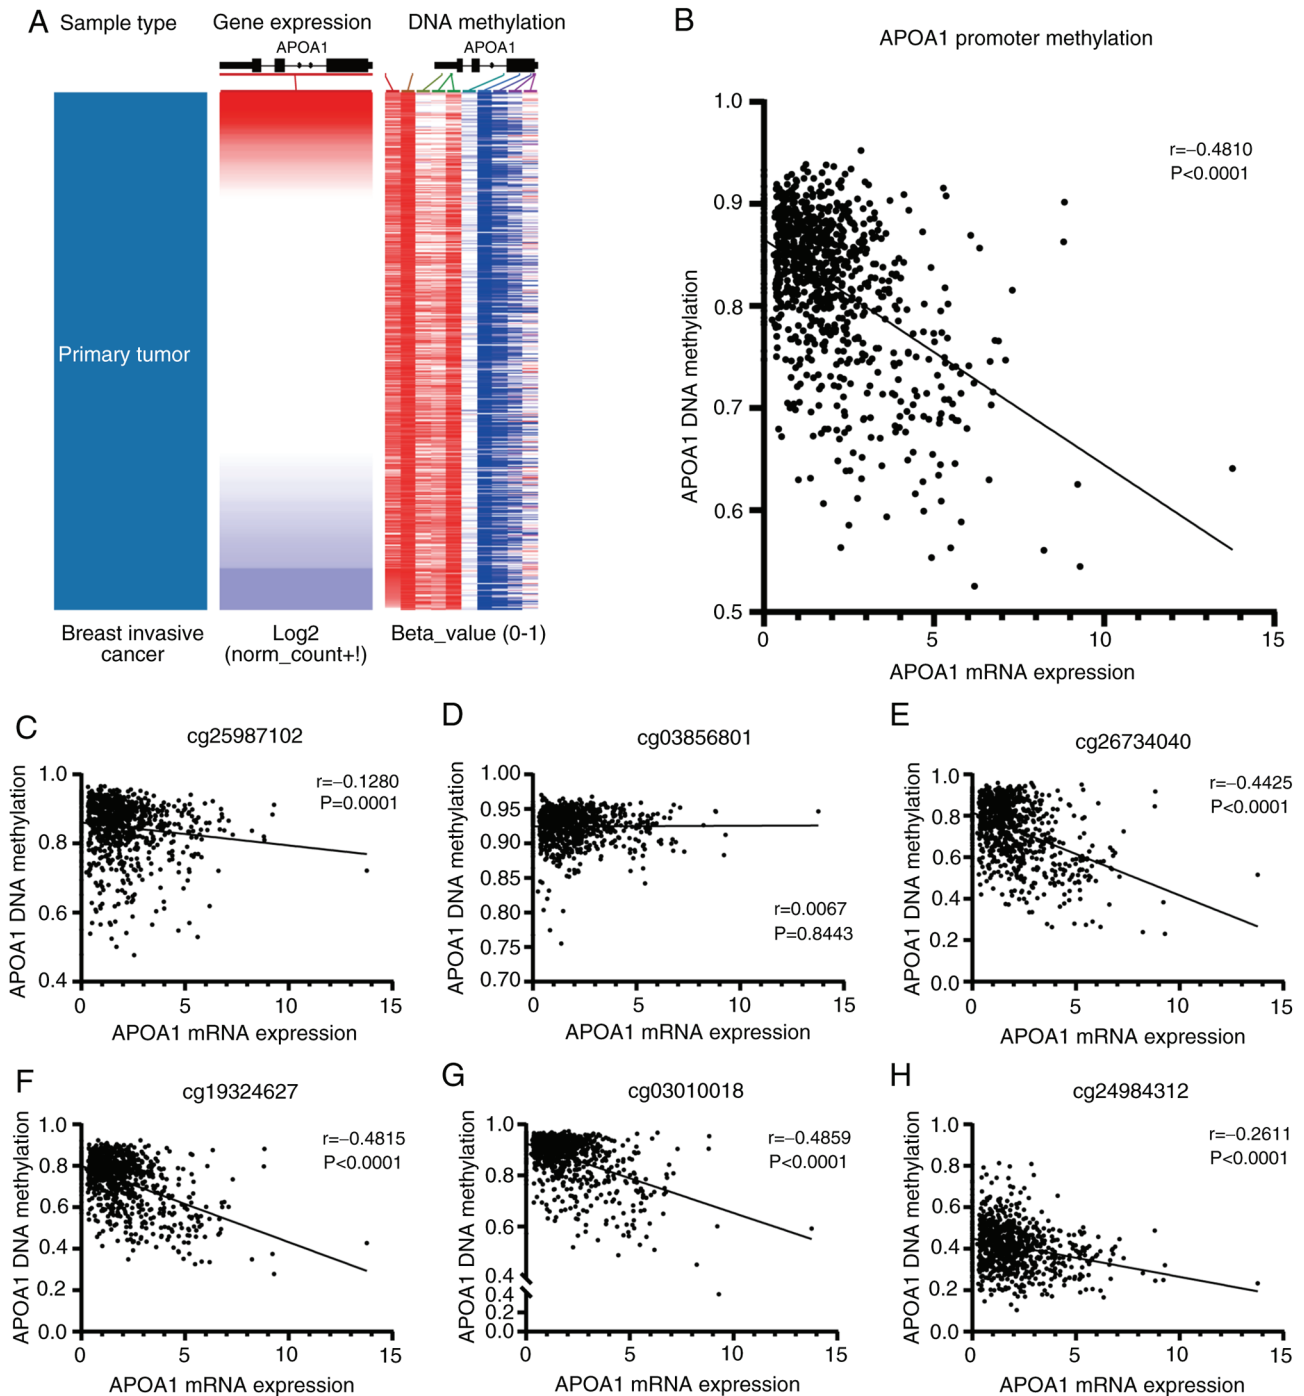 A
Sample type
Gene expression
DNA methylation
APOA1
APOA1
Primary tumor
Breast invasive
cancer
Log2
(norm_count+!)
Beta_value (0-1)
B
APOA1 promoter methylation
r=−0.4810
P<0.0001
APOA1 DNA methylation
1.0
0.9
0.8
0.7
0.6
0.5
0
5
10
15
APOA1 mRNA expression
C
cg25987102
r=−0.1280
P=0.0001
APOA1 DNA methylation
1.0
0.8
0.6
0.4
0
5
10
15
APOA1 mRNA expression
D
cg03856801
APOA1 DNA methylation
1.00
0.95
0.90
0.85
0.80
0.75
0.70
r=0.0067
P=0.8443
0
5
10
15
APOA1 mRNA expression
E
cg26734040
r=−0.4425
P<0.0001
APOA1 DNA methylation
1.0
0.8
0.6
0.4
0.2
0.0
0
5
10
15
APOA1 mRNA expression
F
cg19324627
r=−0.4815
P<0.0001
APOA1 DNA methylation
1.0
0.8
0.6
0.4
0.2
0.0
0
5
10
15
APOA1 mRNA expression
G
cg03010018
r=−0.4859
P<0.0001
APOA1 DNA methylation
1.0
0.8
0.6
0.4
0.4
0.2
0.0
0
5
10
15
APOA1 mRNA expression
H
cg24984312
r=−0.2611
P<0.0001
APOA1 DNA methylation
1.0
0.8
0.6
0.4
0.2
0.0
0
5
10
15
APOA1 mRNA expression